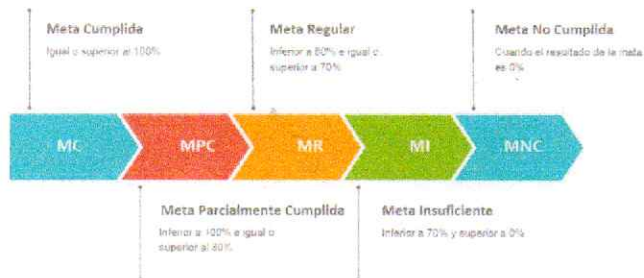 Meta Cumplida
Igual o superior al 100%
Meta Regular
Inferior a 80% e igual o
superior a 70%
Meta No Cumplida
Cuando el resultado de la meta
es 0%
MC
MPC
MR
MI
MNC
Meta Parcialmente Cumplida
Inferior a 100% e igual o
superior al 80%
Meta Insuficiente
Inferior a 70% y superior a 0%